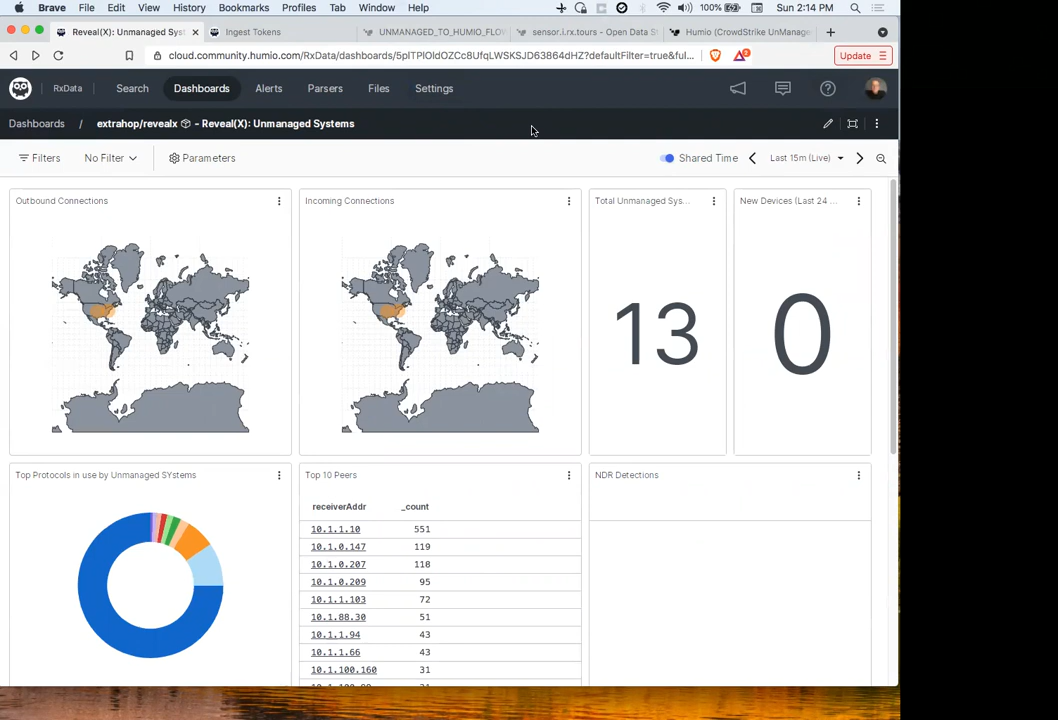 Brave File Edit View History Bookmarks Profiles Tab Window Help 100% Sun 2:14 PM
Reveal(X): Unmanaged Syst Ingest Tokens UNMANAGED_TO_HUMIO_FLOV sensor.i.rx.tours - Open Data St Humio (CrowdStrike UnManage
cloud.community.humio.com/RxData/dashboards/5plTPlOldOZCc8UfqLWSKSJD63864dHZ?defaultFilter=true&ful... 2 Update
RxData Search Dashboards Alerts Parsers Files Settings
Dashboards / extrahop/revealx - Reveal(X): Unmanaged Systems
Filters No Filter Parameters Shared Time Last 15m (Live)
Outbound Connections Incoming Connections Total Unmanaged Sys... New Devices (Last 24 ...
13 0
Top Protocols in use by Unmanaged SYstems Top 10 Peers NDR Detections
receiverAddr _count
10.1.1.10 551
10.1.0.147 119
10.1.0.207 118
10.1.0.209 95
10.1.1.103 72
10.1.88.30 51
10.1.1.94 43
10.1.1.66 43
10.1.100.160 31